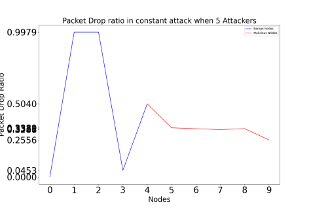 Packet Drop ratio in constant attack when 5 Attackers
0.9979
0.5040
0.2556
0.0453
0.0000
Packet Drop Ratio
0 1 2 3 4 5 6 7 8 9
Nodes